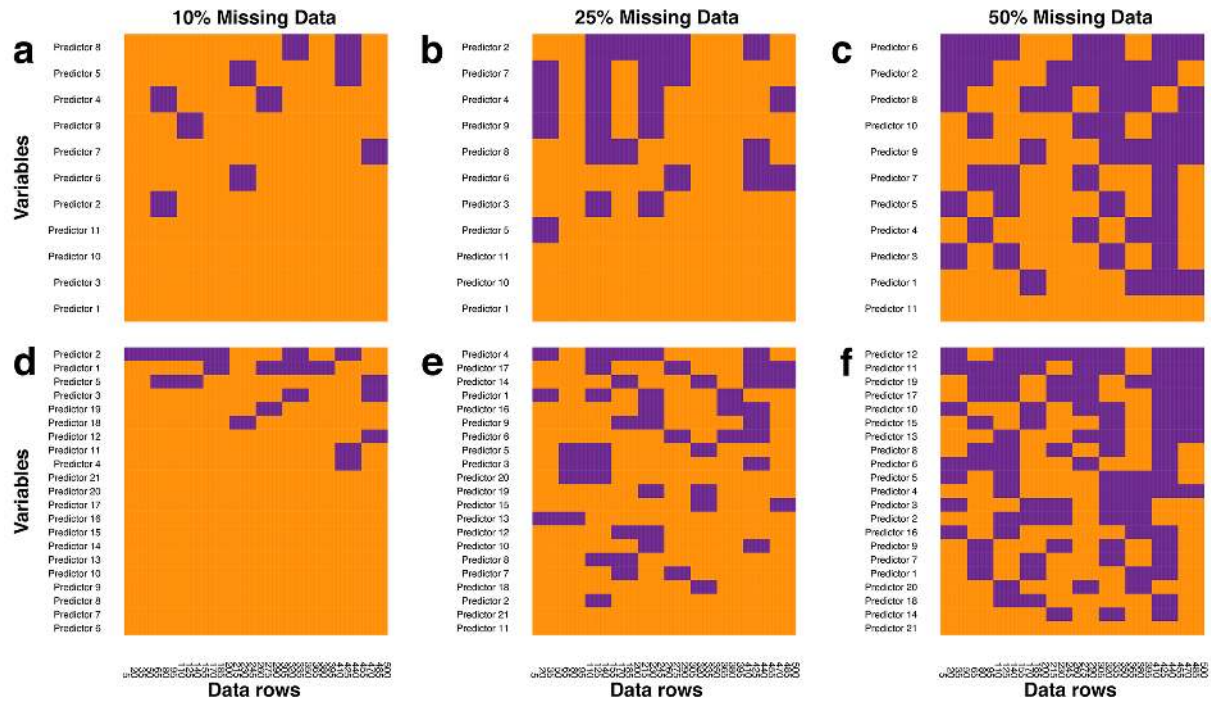 10% Missing Data
25% Missing Data
50% Missing Data
a
Variables
Predictor 8
Predictor 5
Predictor 4
Predictor 9
Predictor 7
Predictor 6
Predictor 2
Predictor 11
Predictor 10
Predictor 3
Predictor 1
b
Predictor 2
Predictor 7
Predictor 4
Predictor 9
Predictor 8
Predictor 6
Predictor 3
Predictor 5
Predictor 11
Predictor 10
Predictor 1
c
Predictor 6
Predictor 2
Predictor 8
Predictor 10
Predictor 9
Predictor 7
Predictor 5
Predictor 4
Predictor 3
Predictor 1
Predictor 11
d
Variables
Predictor 2
Predictor 1
Predictor 5
Predictor 3
Predictor 19
Predictor 18
Predictor 12
Predictor 11
Predictor 4
Predictor 21
Predictor 20
Predictor 17
Predictor 16
Predictor 15
Predictor 14
Predictor 13
Predictor 10
Predictor 9
Predictor 8
Predictor 7
Predictor 6
e
Predictor 4
Predictor 17
Predictor 14
Predictor 1
Predictor 16
Predictor 9
Predictor 6
Predictor 5
Predictor 3
Predictor 20
Predictor 19
Predictor 15
Predictor 13
Predictor 12
Predictor 10
Predictor 8
Predictor 7
Predictor 18
Predictor 2
Predictor 21
Predictor 11
f
Predictor 12
Predictor 11
Predictor 19
Predictor 17
Predictor 10
Predictor 15
Predictor 13
Predictor 8
Predictor 6
Predictor 5
Predictor 4
Predictor 3
Predictor 2
Predictor 16
Predictor 9
Predictor 7
Predictor 1
Predictor 20
Predictor 18
Predictor 14
Predictor 21
Data rows
Data rows
Data rows